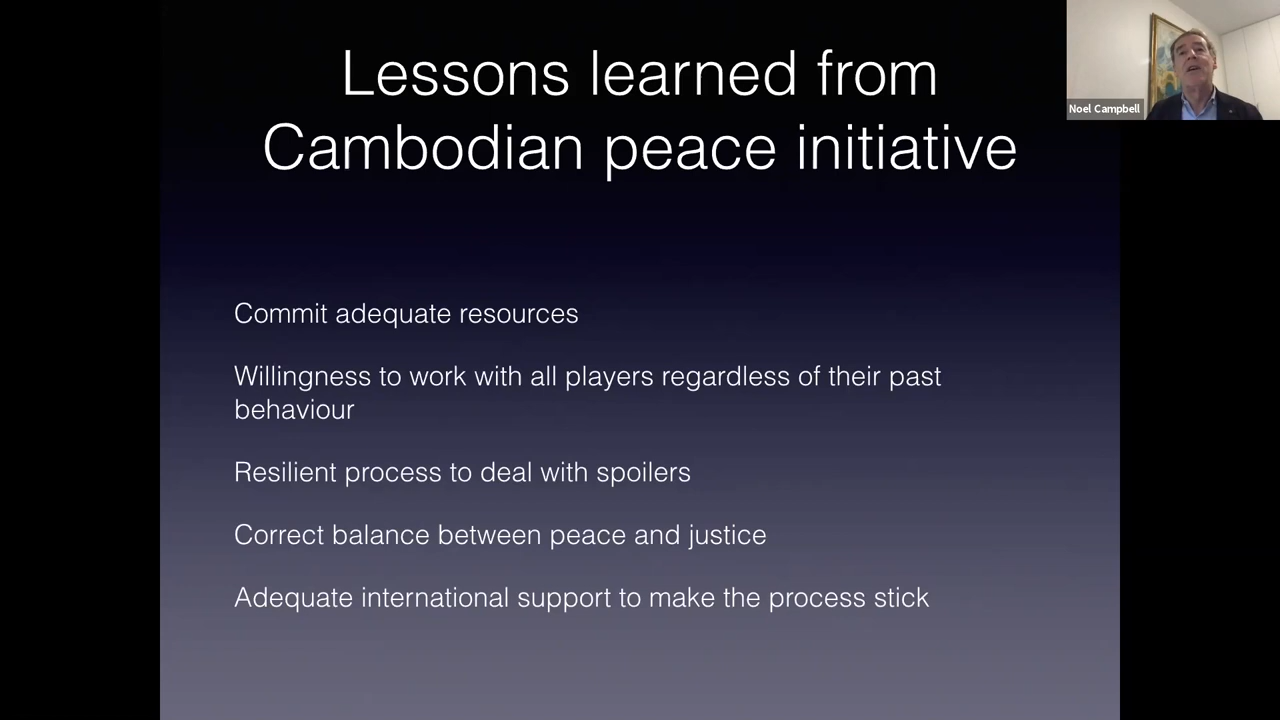 Lessons learned from
Cambodian peace initiative
Noel Campbell
Commit adequate resources
Willingness to work with all players regardless of their past
behaviour
Resilient process to deal with spoilers
Correct balance between peace and justice
Adequate international support to make the process stick